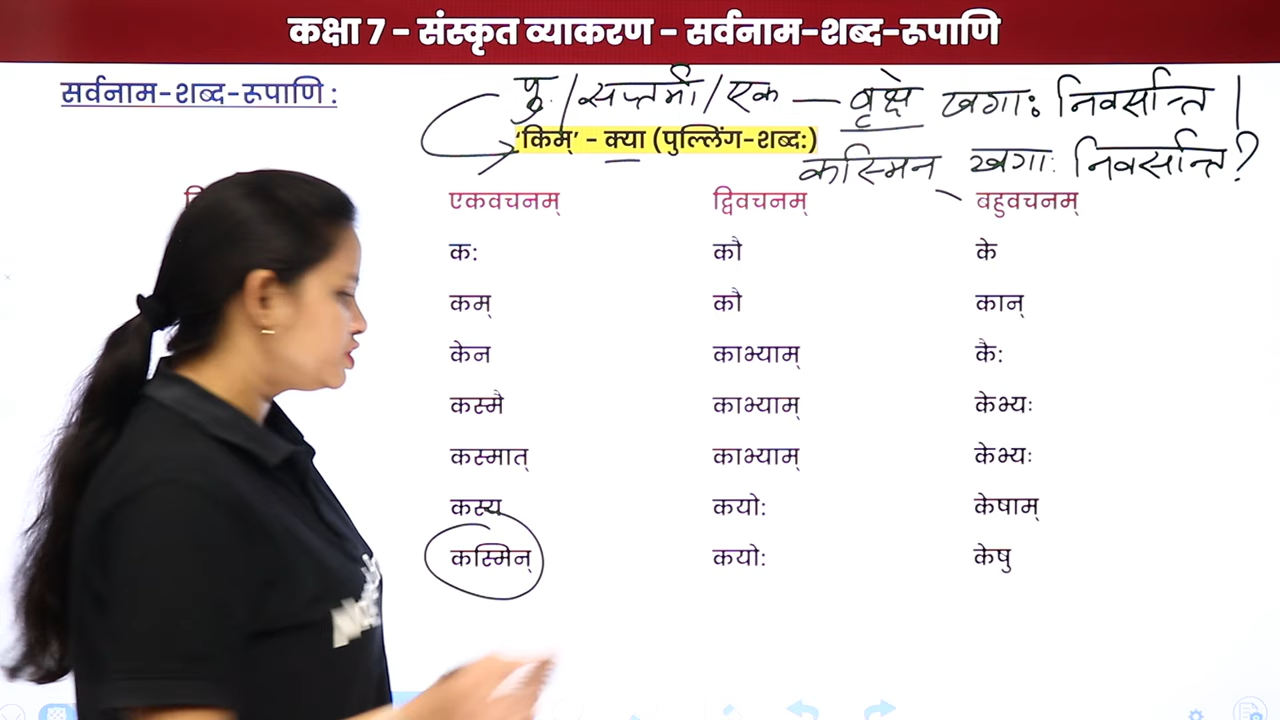 कक्षा 7 - संस्कृत व्याकरण - सर्वनाम-शब्द-रूपाणि
सर्वनाम-शब्द-रूपाणि :
पु. / सप्तमी / एक — वृक्षे खगाः निवसन्ति |
'किम्' - क्या (पुल्लिंग-शब्द:)
कस्मिन् खगाः निवसन्ति ?
एकवचनम् द्विवचनम् बहुवचनम्
क: कौ के
कम् कौ कान्
केन काभ्याम् कै:
कस्मै काभ्याम् केभ्यः
कस्मात् काभ्याम् केभ्यः
कस्य कयो: केषाम्
कस्मिन् कयो: केषु